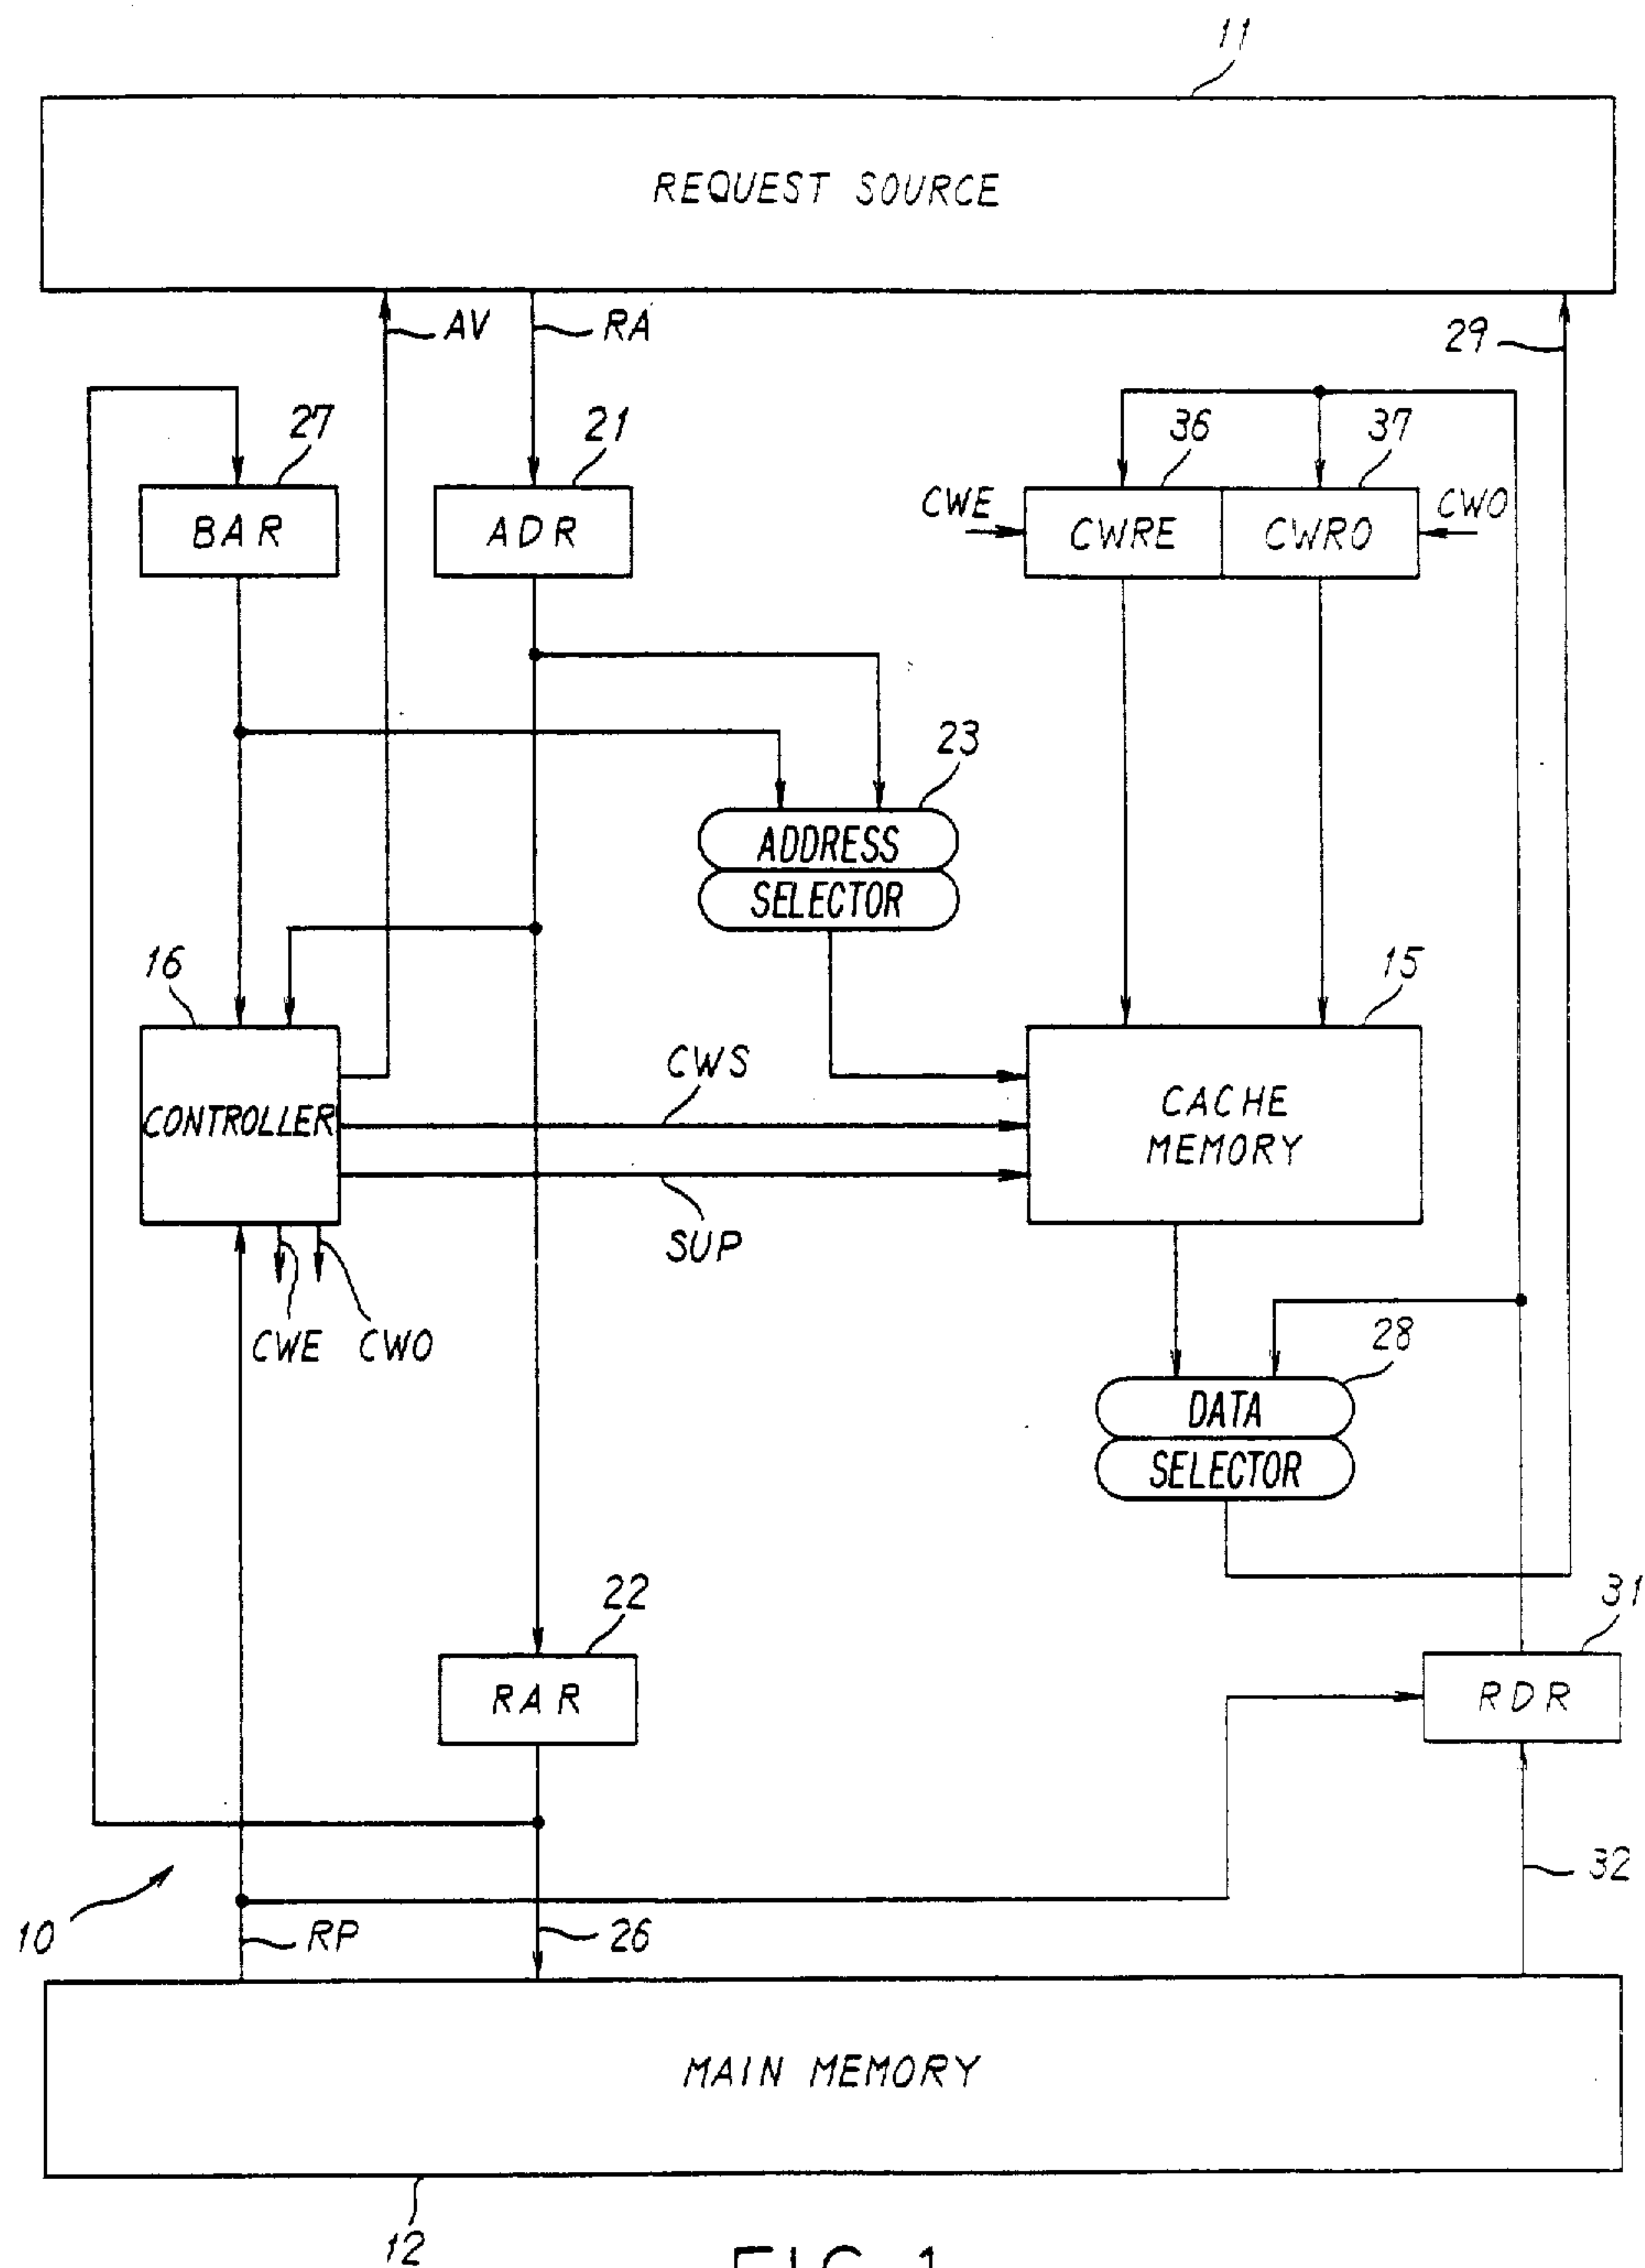 11
REQUEST SOURCE
AV
RA
29
27
21
36
37
BAR
ADR
CWE
CWRE
CWRO
CWO
23
ADDRESS
SELECTOR
16
15
CONTROLLER
CWS
CACHE
MEMORY
SUP
CWE
CWO
28
DATA
SELECTOR
22
31
RAR
RDR
32
10
RP
26
MAIN MEMORY
12
FIG. 1